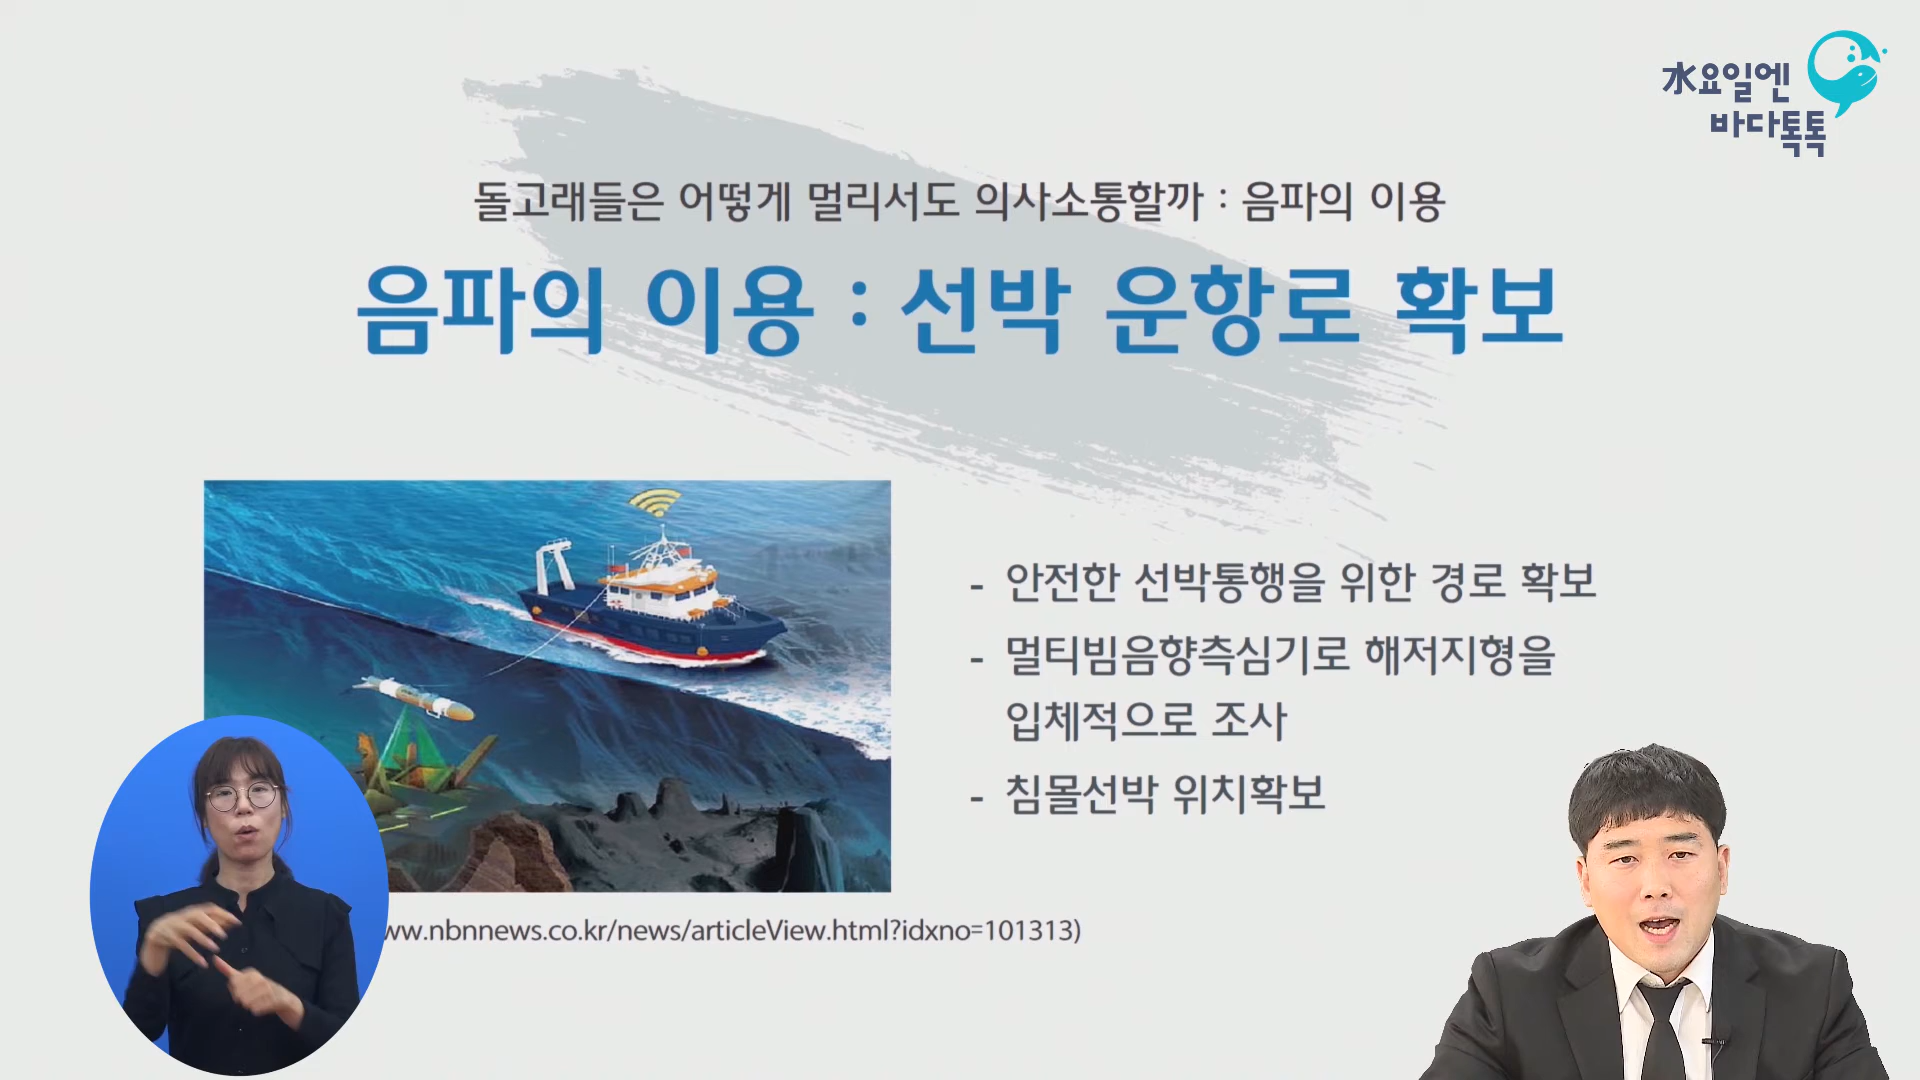 水요일엔
바다톡톡
돌고래들은 어떻게 멀리서도 의사소통할까 : 음파의 이용
음파의 이용 : 선박 운항로 확보
- 안전한 선박통행을 위한 경로 확보
- 멀티빔음향측심기로 해저지형을
입체적으로 조사
- 침몰선박 위치확보
ww.nbnnews.co.kr/news/articleView.html?idxno=101313)